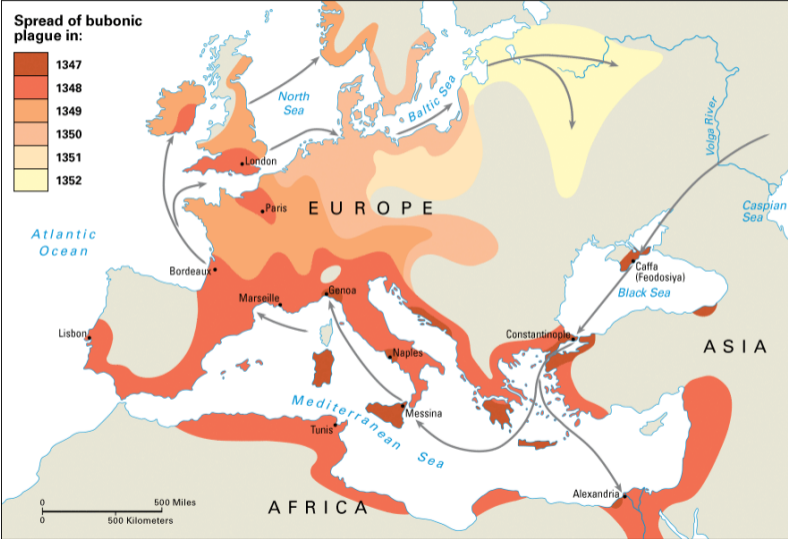 Spread of bubonic
plague in:
1347
1348
1349
1350
1351
1352
North
Sea
Baltic Sea
Volga River
London
Paris
EUROPE
Caspian
Sea
Atlantic
Ocean
Bordeaux
Caffa
(Feodosiya)
Black Sea
Marseille
Genoa
Lisbon
Constantinople
ASIA
Naples
Mediterranean
Sea
Messina
Tunis
Alexandria
AFRICA
0 500 Miles
0 500 Kilometers